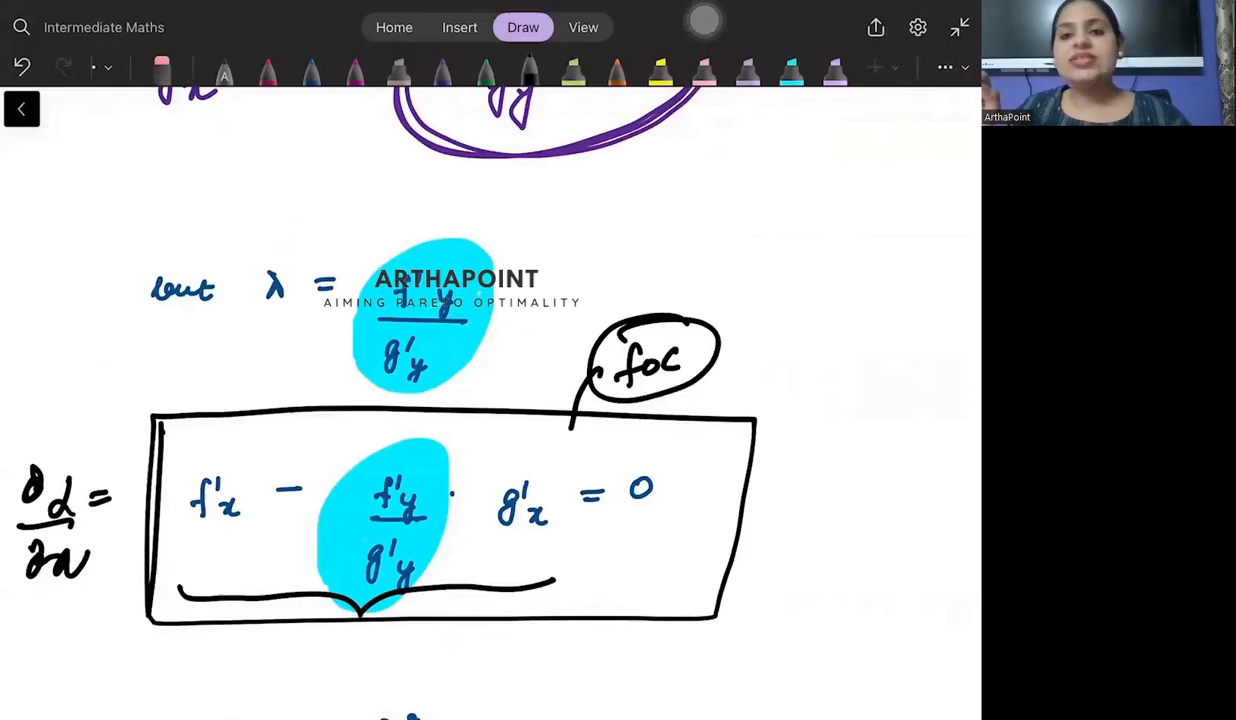 Intermediate Maths
Home Insert Draw View
ArthaPoint
but λ = f'y
g'y
ARTHAPOINT
AIMING PARETO OPTIMALITY
foc
∂L
∂x =
f'x − f'y
g'y · g'x = 0